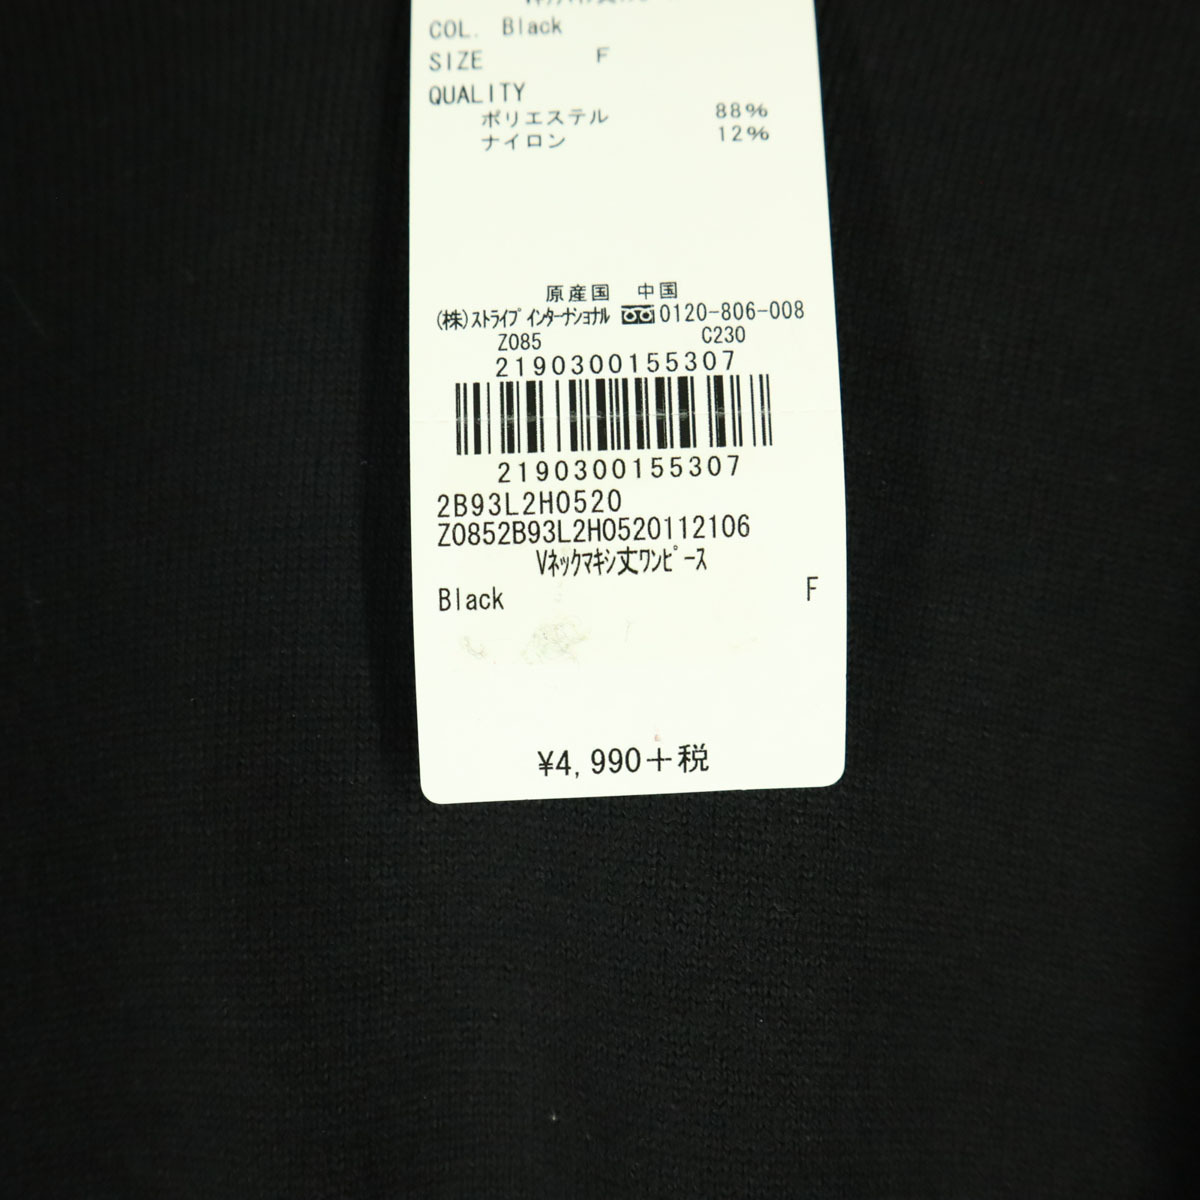 COL. Black
SIZE F
QUALITY
ポリエステル 88%
ナイロン 12%
原産国 中国
(株)ストライプインターナショナル 0120-806-008
Z085 C230
2190300155307
2190300155307
2B93L2H0520
Z0852B93L2H0520112106
Vネックマキシ丈ワンピース
Black F
¥4,990+税